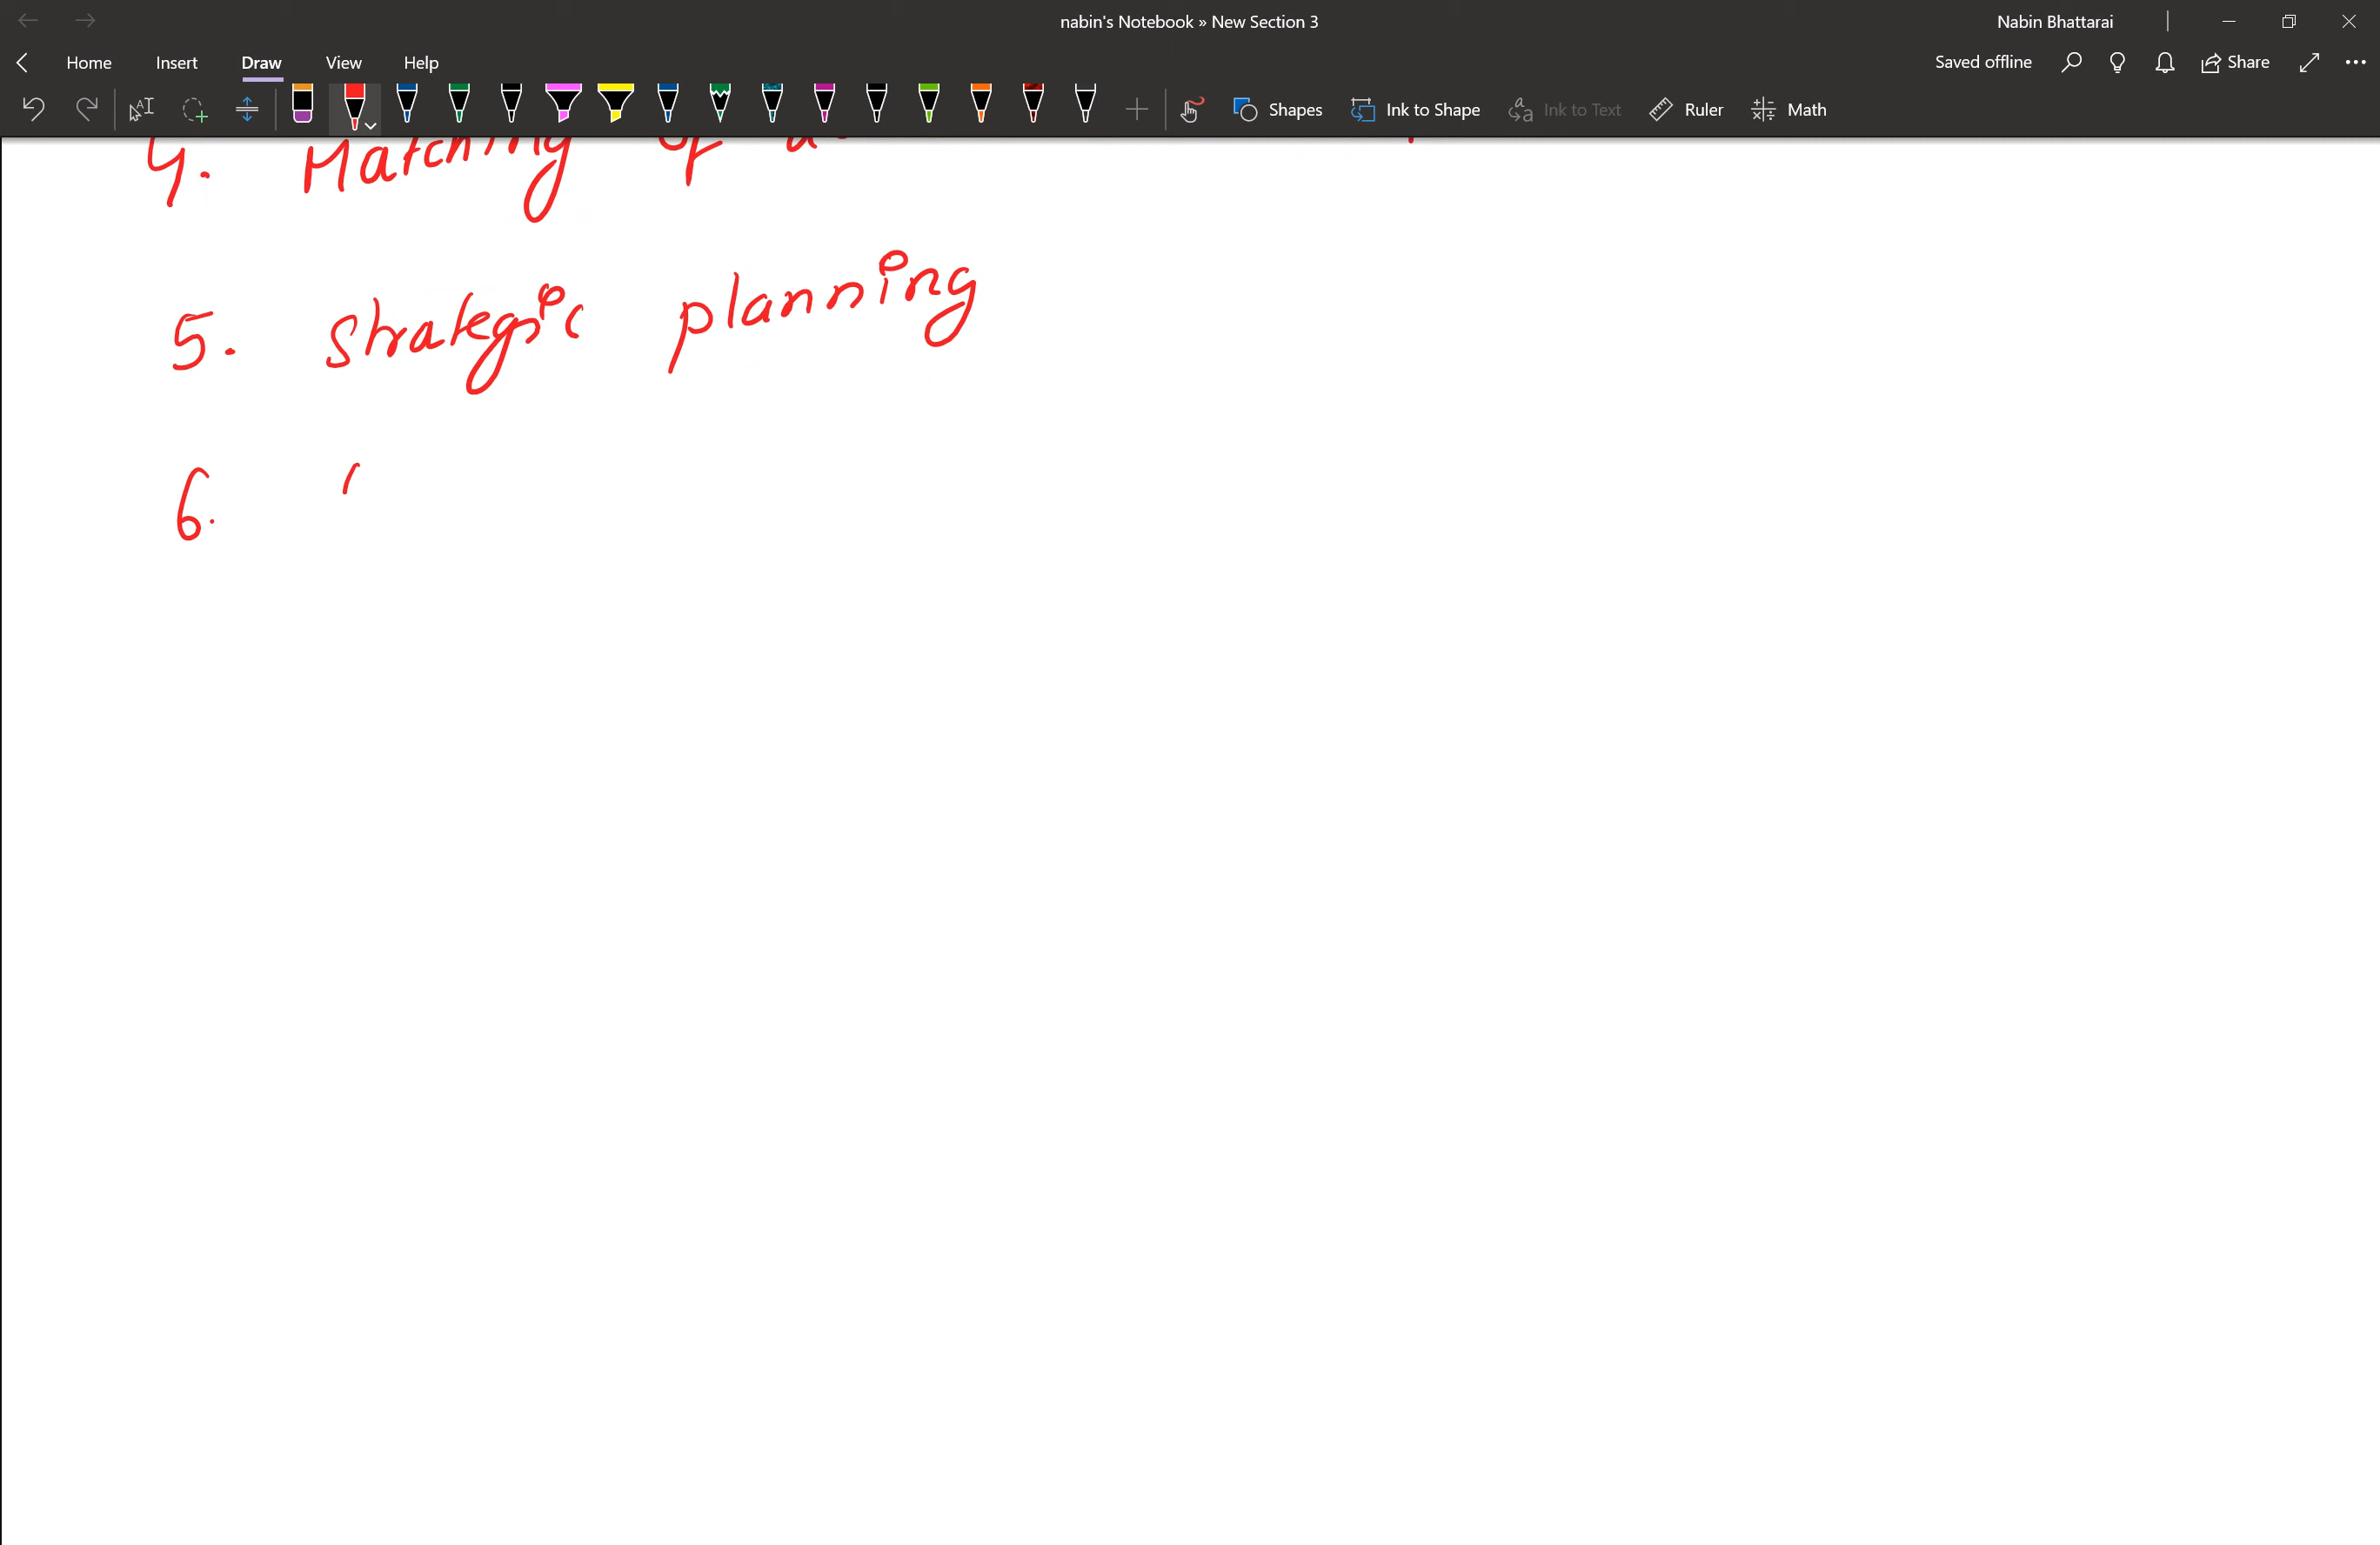 nabin's Notebook » New Section 3
Nabin Bhattarai
Home Insert Draw View Help
Saved offline
Share
Shapes
Ink to Shape
Ink to Text
Ruler
Math
4. Matching of
5. Strategic planning
6.